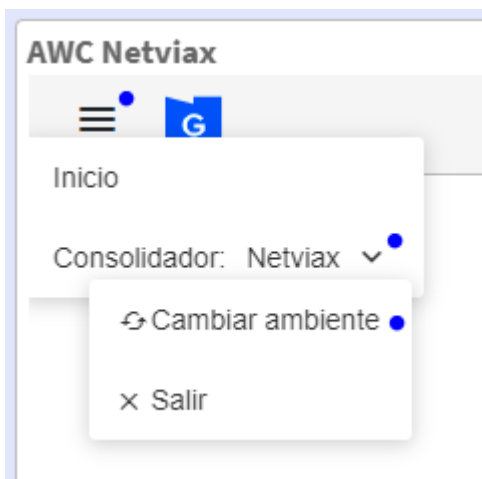 AWC Netviax
G
Inicio
Consolidador: Netviax
Cambiar ambiente
Salir